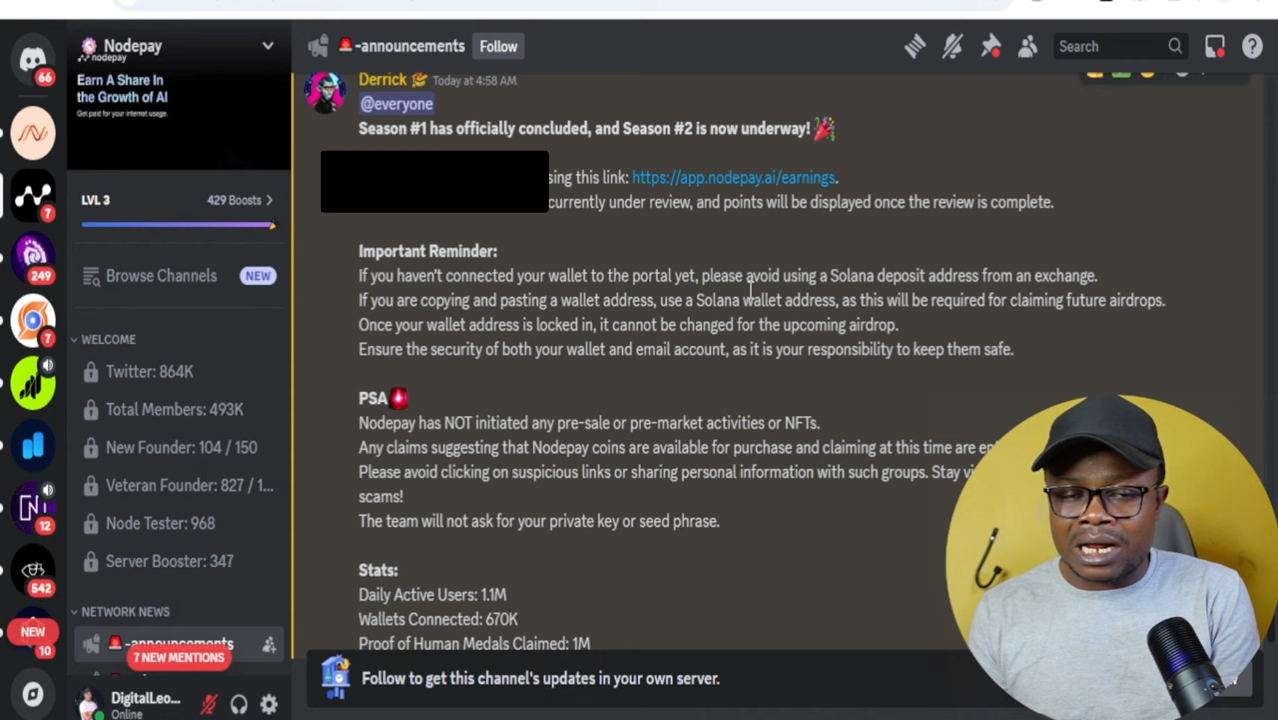 Nodepay
nodepay
Earn A Share In
the Growth of AI
Get paid for your internet usage.
LVL 3
429 Boosts >
Browse Channels
NEW
WELCOME
Twitter: 864K
Total Members: 493K
New Founder: 104 / 150
Veteran Founder: 827 / 1...
Node Tester: 968
Server Booster: 347
NETWORK NEWS
-announcements
7 NEW MENTIONS
DigitalLeo...
Online
66
7
249
7
12
542
NEW
10
-announcements
Follow
Search
Derrick
Today at 4:58 AM
@everyone
Season #1 has officially concluded, and Season #2 is now underway!
sing this link: https://app.nodepay.ai/earnings.
currently under review, and points will be displayed once the review is complete.
Important Reminder:
If you haven't connected your wallet to the portal yet, please avoid using a Solana deposit address from an exchange.
If you are copying and pasting a wallet address, use a Solana wallet address, as this will be required for claiming future airdrops.
Once your wallet address is locked in, it cannot be changed for the upcoming airdrop.
Ensure the security of both your wallet and email account, as it is your responsibility to keep them safe.
PSA
Nodepay has NOT initiated any pre-sale or pre-market activities or NFTs.
Any claims suggesting that Nodepay coins are available for purchase and claiming at this time are
Please avoid clicking on suspicious links or sharing personal information with such groups. Stay
scams!
The team will not ask for your private key or seed phrase.
Stats:
Daily Active Users: 1.1M
Wallets Connected: 670K
Proof of Human Medals Claimed: 1M
Follow to get this channel's updates in your own server.